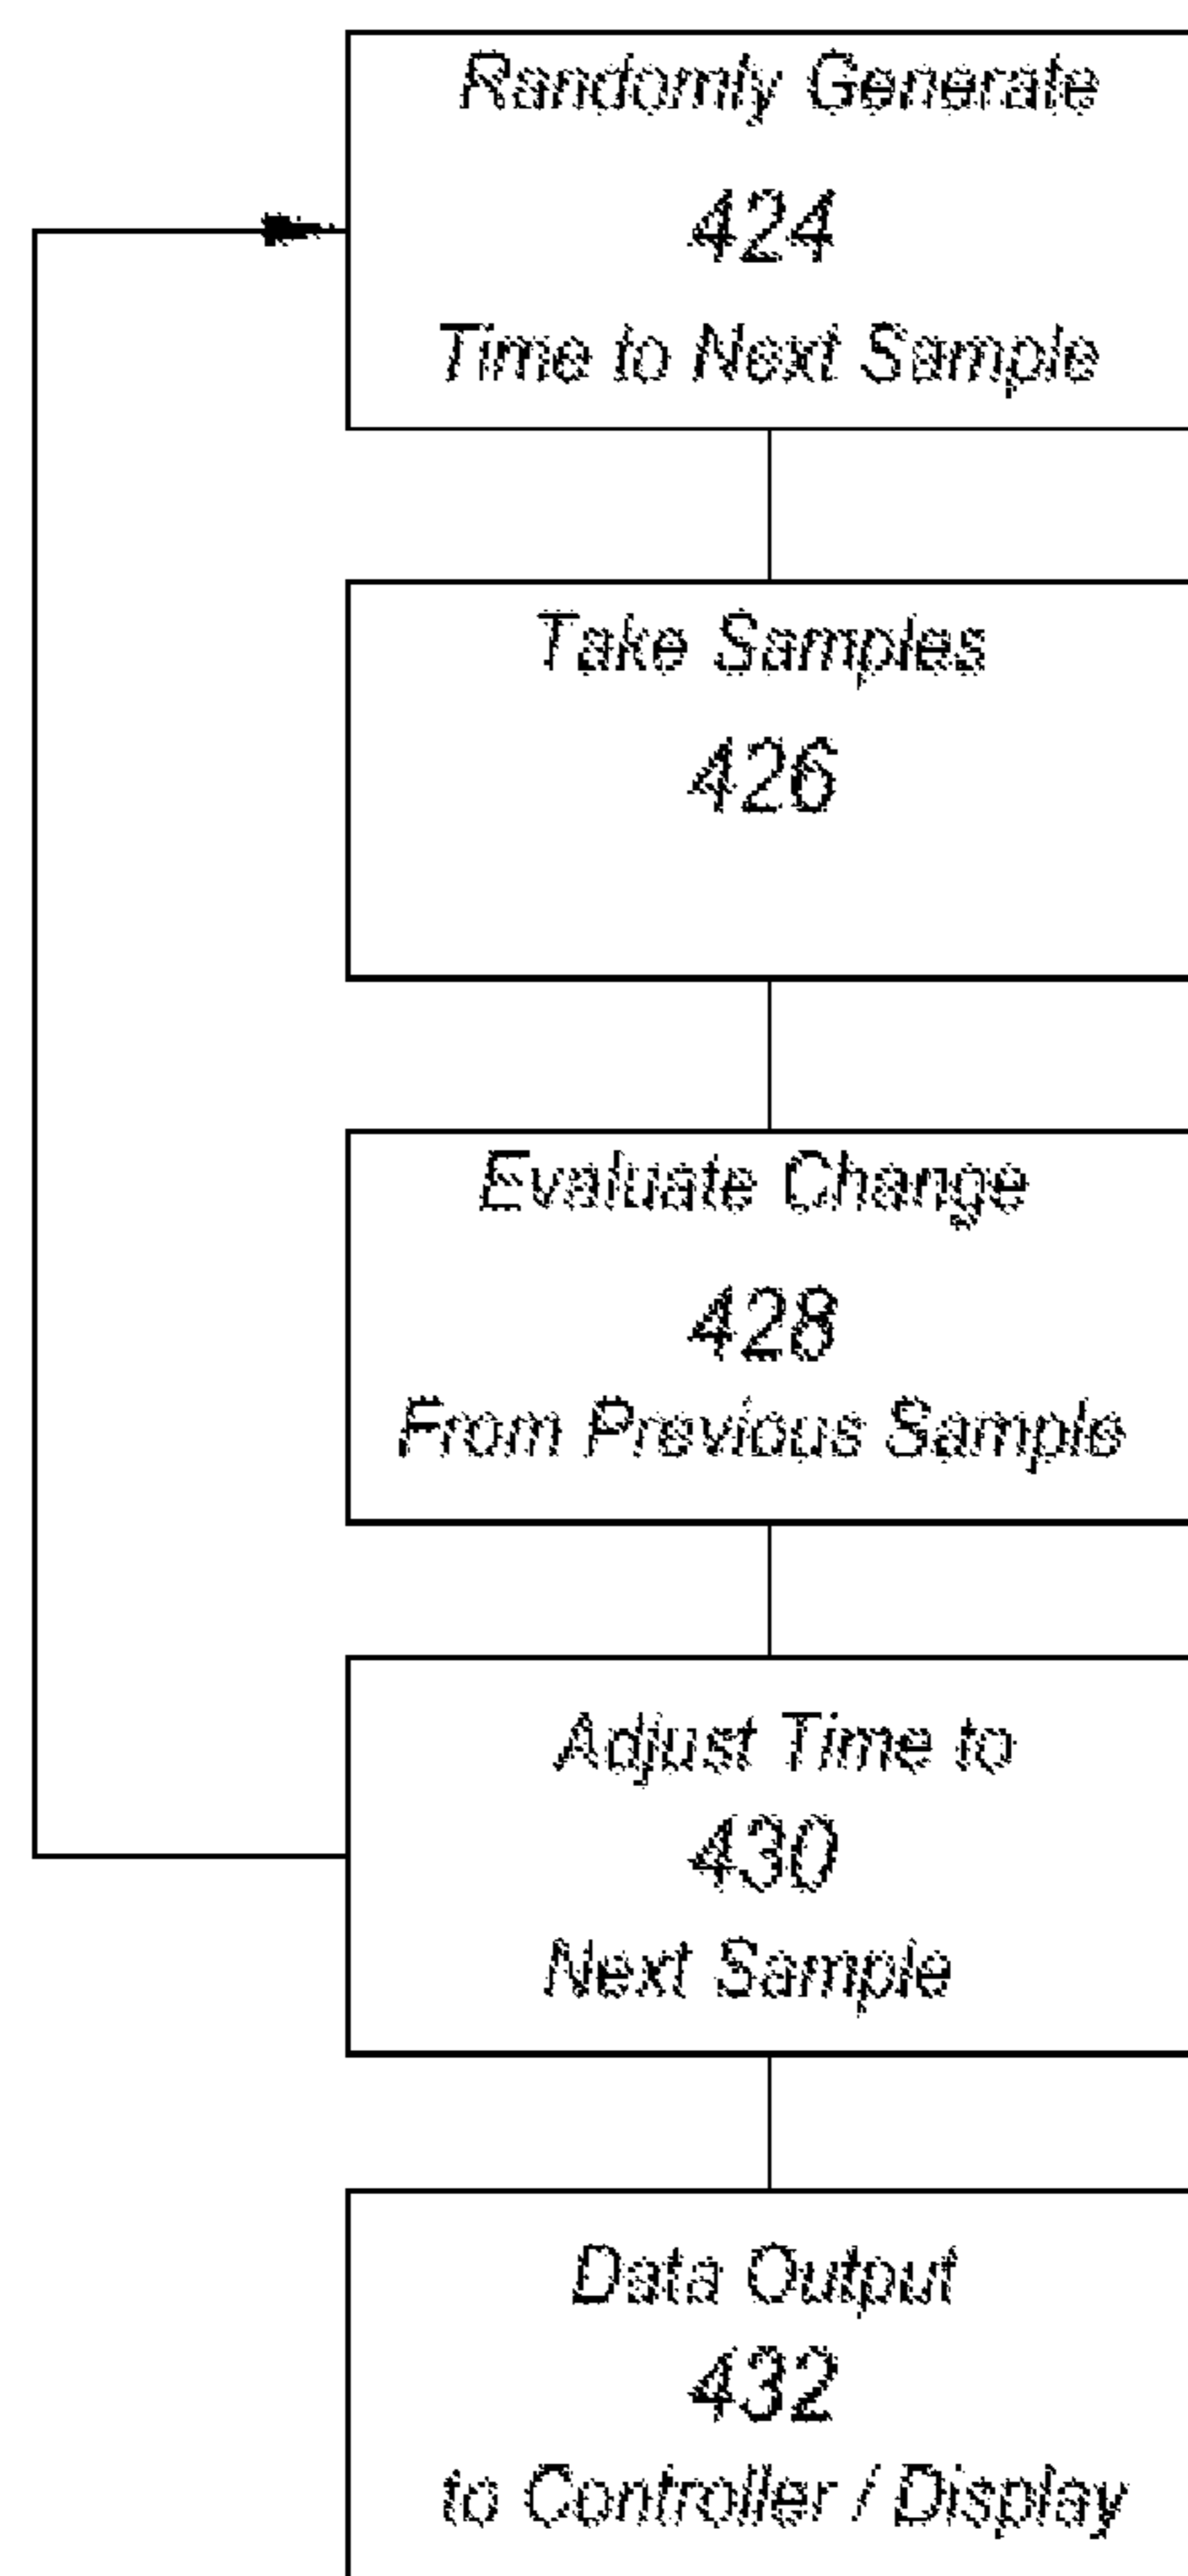 Randomly Generate
424
Time to Next Sample
Take Samples
426
Evaluate Change
428
From Previous Sample
Adjust Time to
430
Next Sample
Data Output
432
to Controller / Display